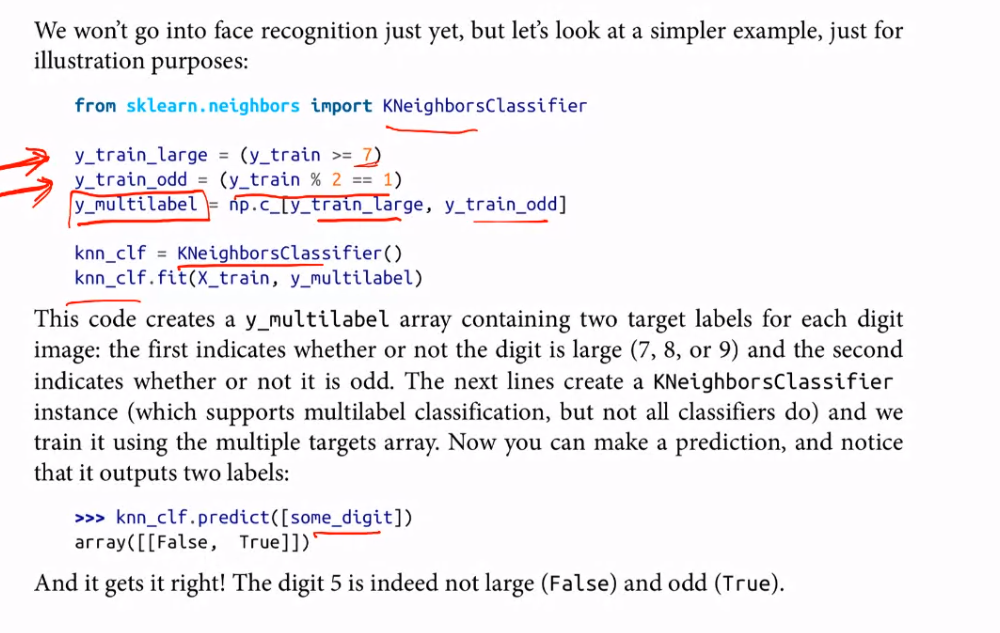 We won’t go into face recognition just yet, but let’s look at a simpler example, just for
illustration purposes:
from sklearn.neighbors import KNeighborsClassifier
y_train_large = (y_train >= 7)
y_train_odd = (y_train % 2 == 1)
y_multilabel = np.c_[y_train_large, y_train_odd]
knn_clf = KNeighborsClassifier()
knn_clf.fit(X_train, y_multilabel)
This code creates a y_multilabel array containing two target labels for each digit
image: the first indicates whether or not the digit is large (7, 8, or 9) and the second
indicates whether or not it is odd. The next lines create a KNeighborsClassifier
instance (which supports multilabel classification, but not all classifiers do) and we
train it using the multiple targets array. Now you can make a prediction, and notice
that it outputs two labels:
>>> knn_clf.predict([some_digit])
array([[False, True]])
And it gets it right! The digit 5 is indeed not large (False) and odd (True).